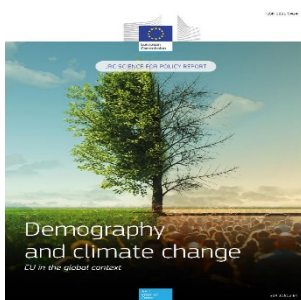 European
Commission
JRC SCIENCE FOR POLICY REPORT
Demography
and climate change
EU in the global context